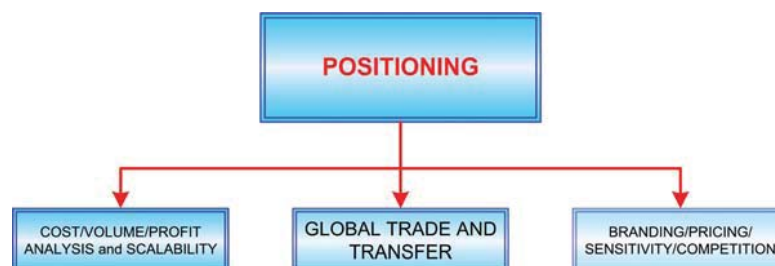 POSITIONING
COST/VOLUME/PROFIT
ANALYSIS and SCALABILITY
GLOBAL TRADE AND
TRANSFER
BRANDING/PRICING/
SENSITIVITY/COMPETITION